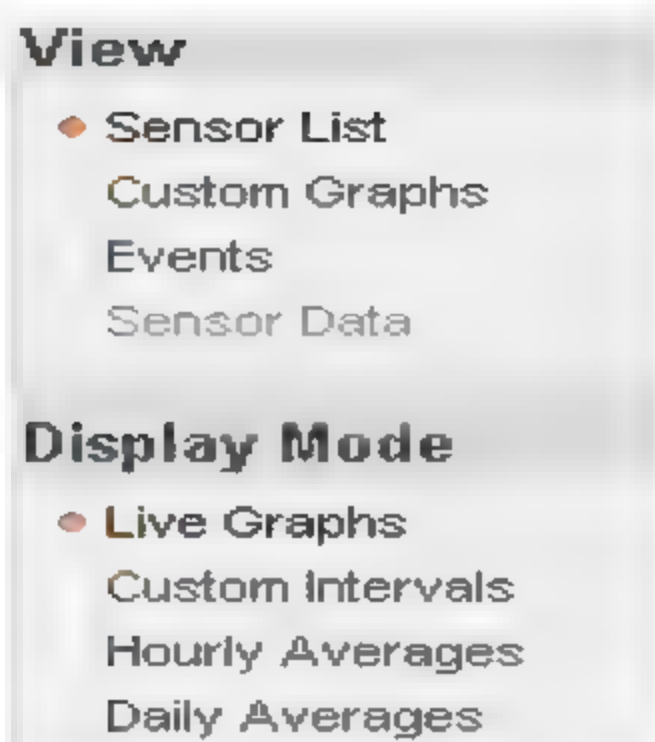 View
Sensor List
Custom Graphs
Events
Sensor Data
Display Mode
Live Graphs
Custom Intervals
Hourly Averages
Daily Averages